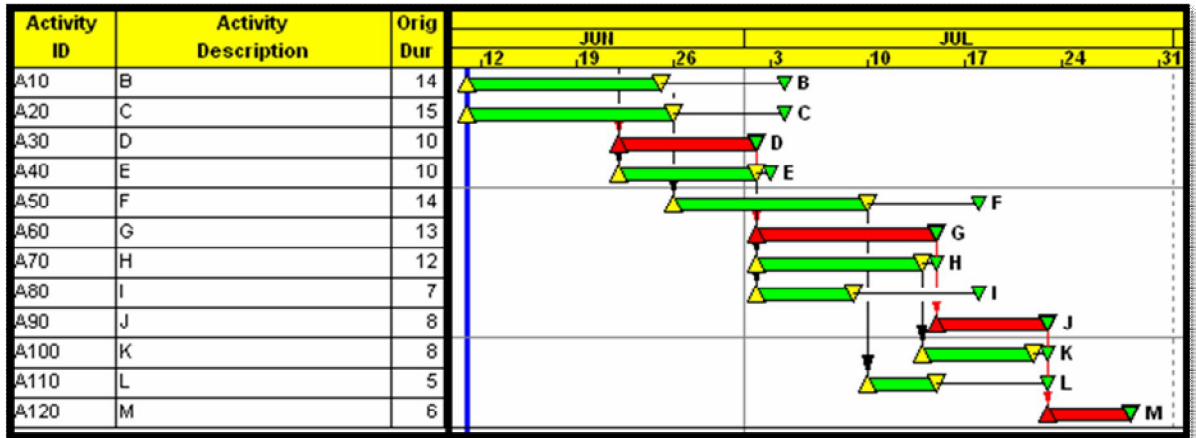 Activity ID Activity Description Orig Dur
JUN JUL
12 19 26 3 10 17 24 31
A10 B 14 B
A20 C 15 C
A30 D 10 D
A40 E 10 E
A50 F 14 F
A60 G 13 G
A70 H 12 H
A80 I 7 I
A90 J 8 J
A100 K 8 K
A110 L 5 L
A120 M 6 M